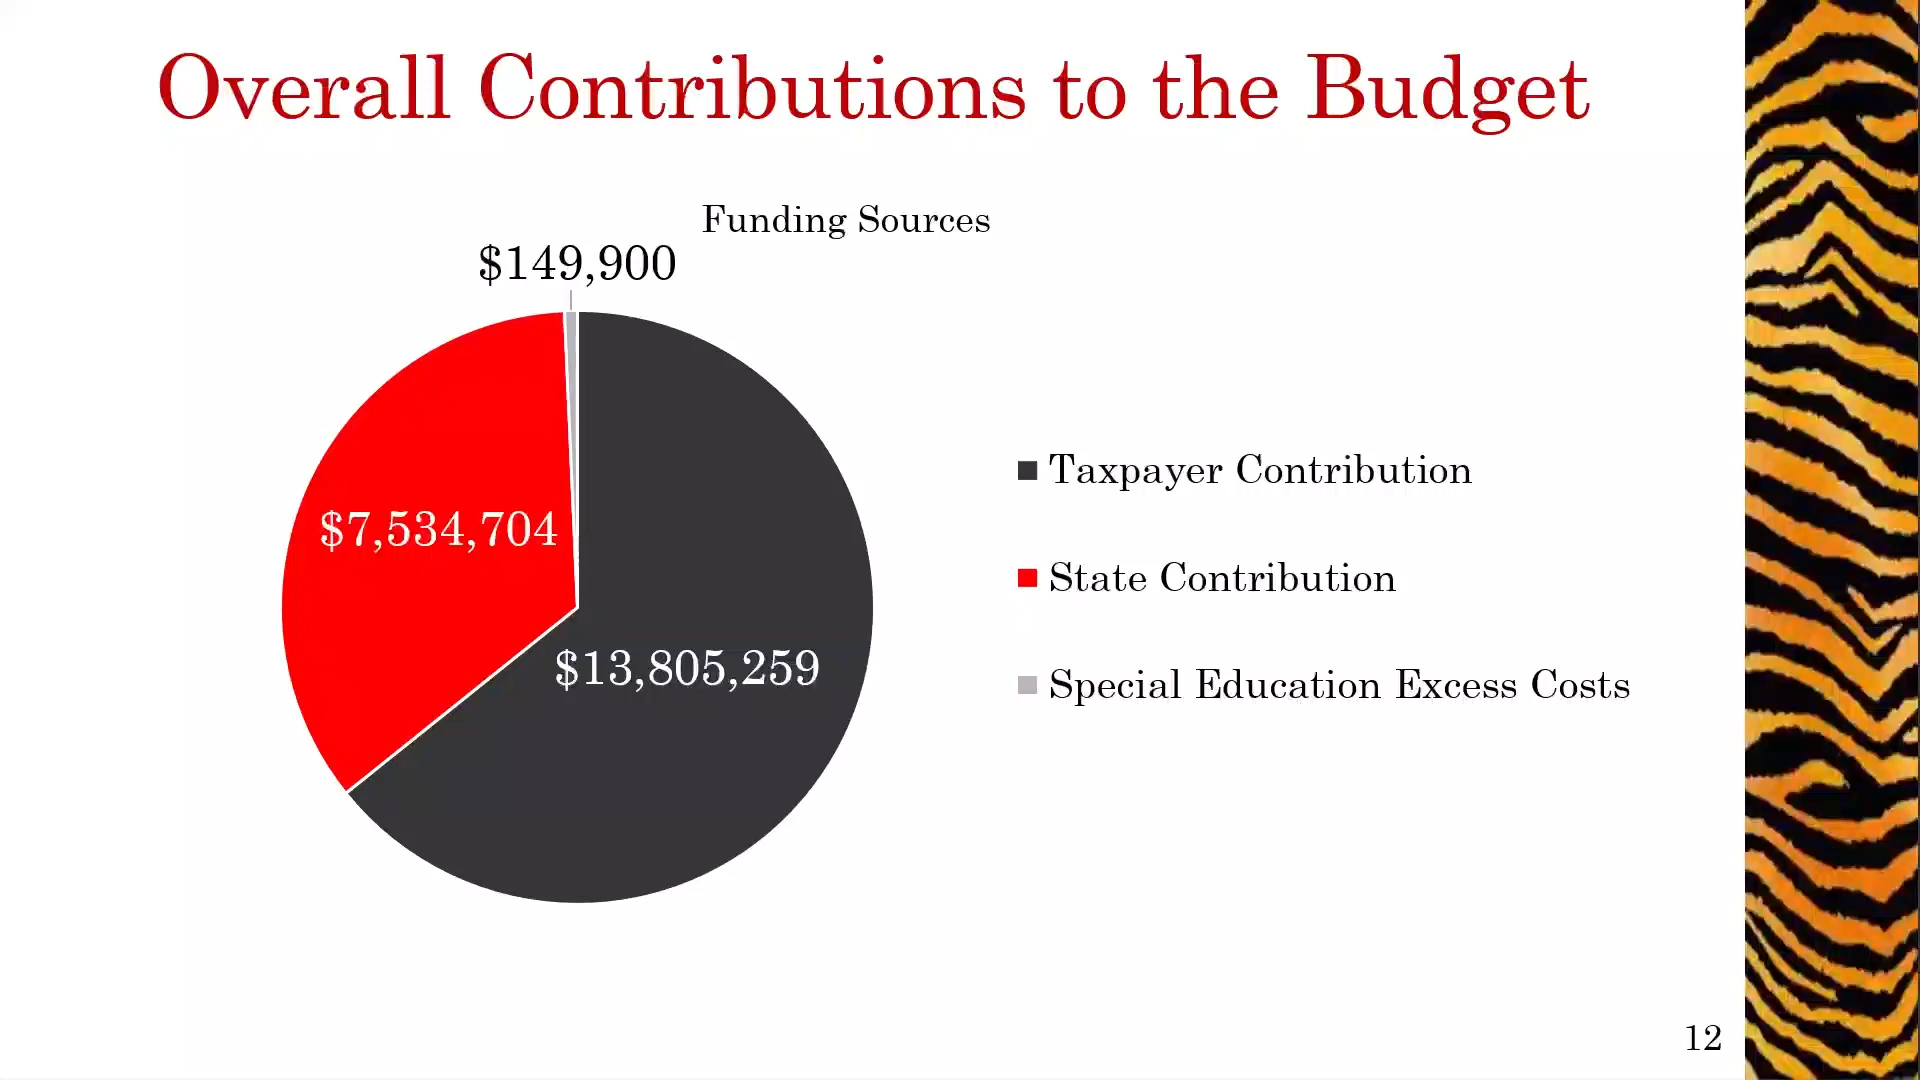 Overall Contributions to the Budget
Funding Sources
$149,900
$7,534,704
$13,805,259
Taxpayer Contribution
State Contribution
Special Education Excess Costs
12